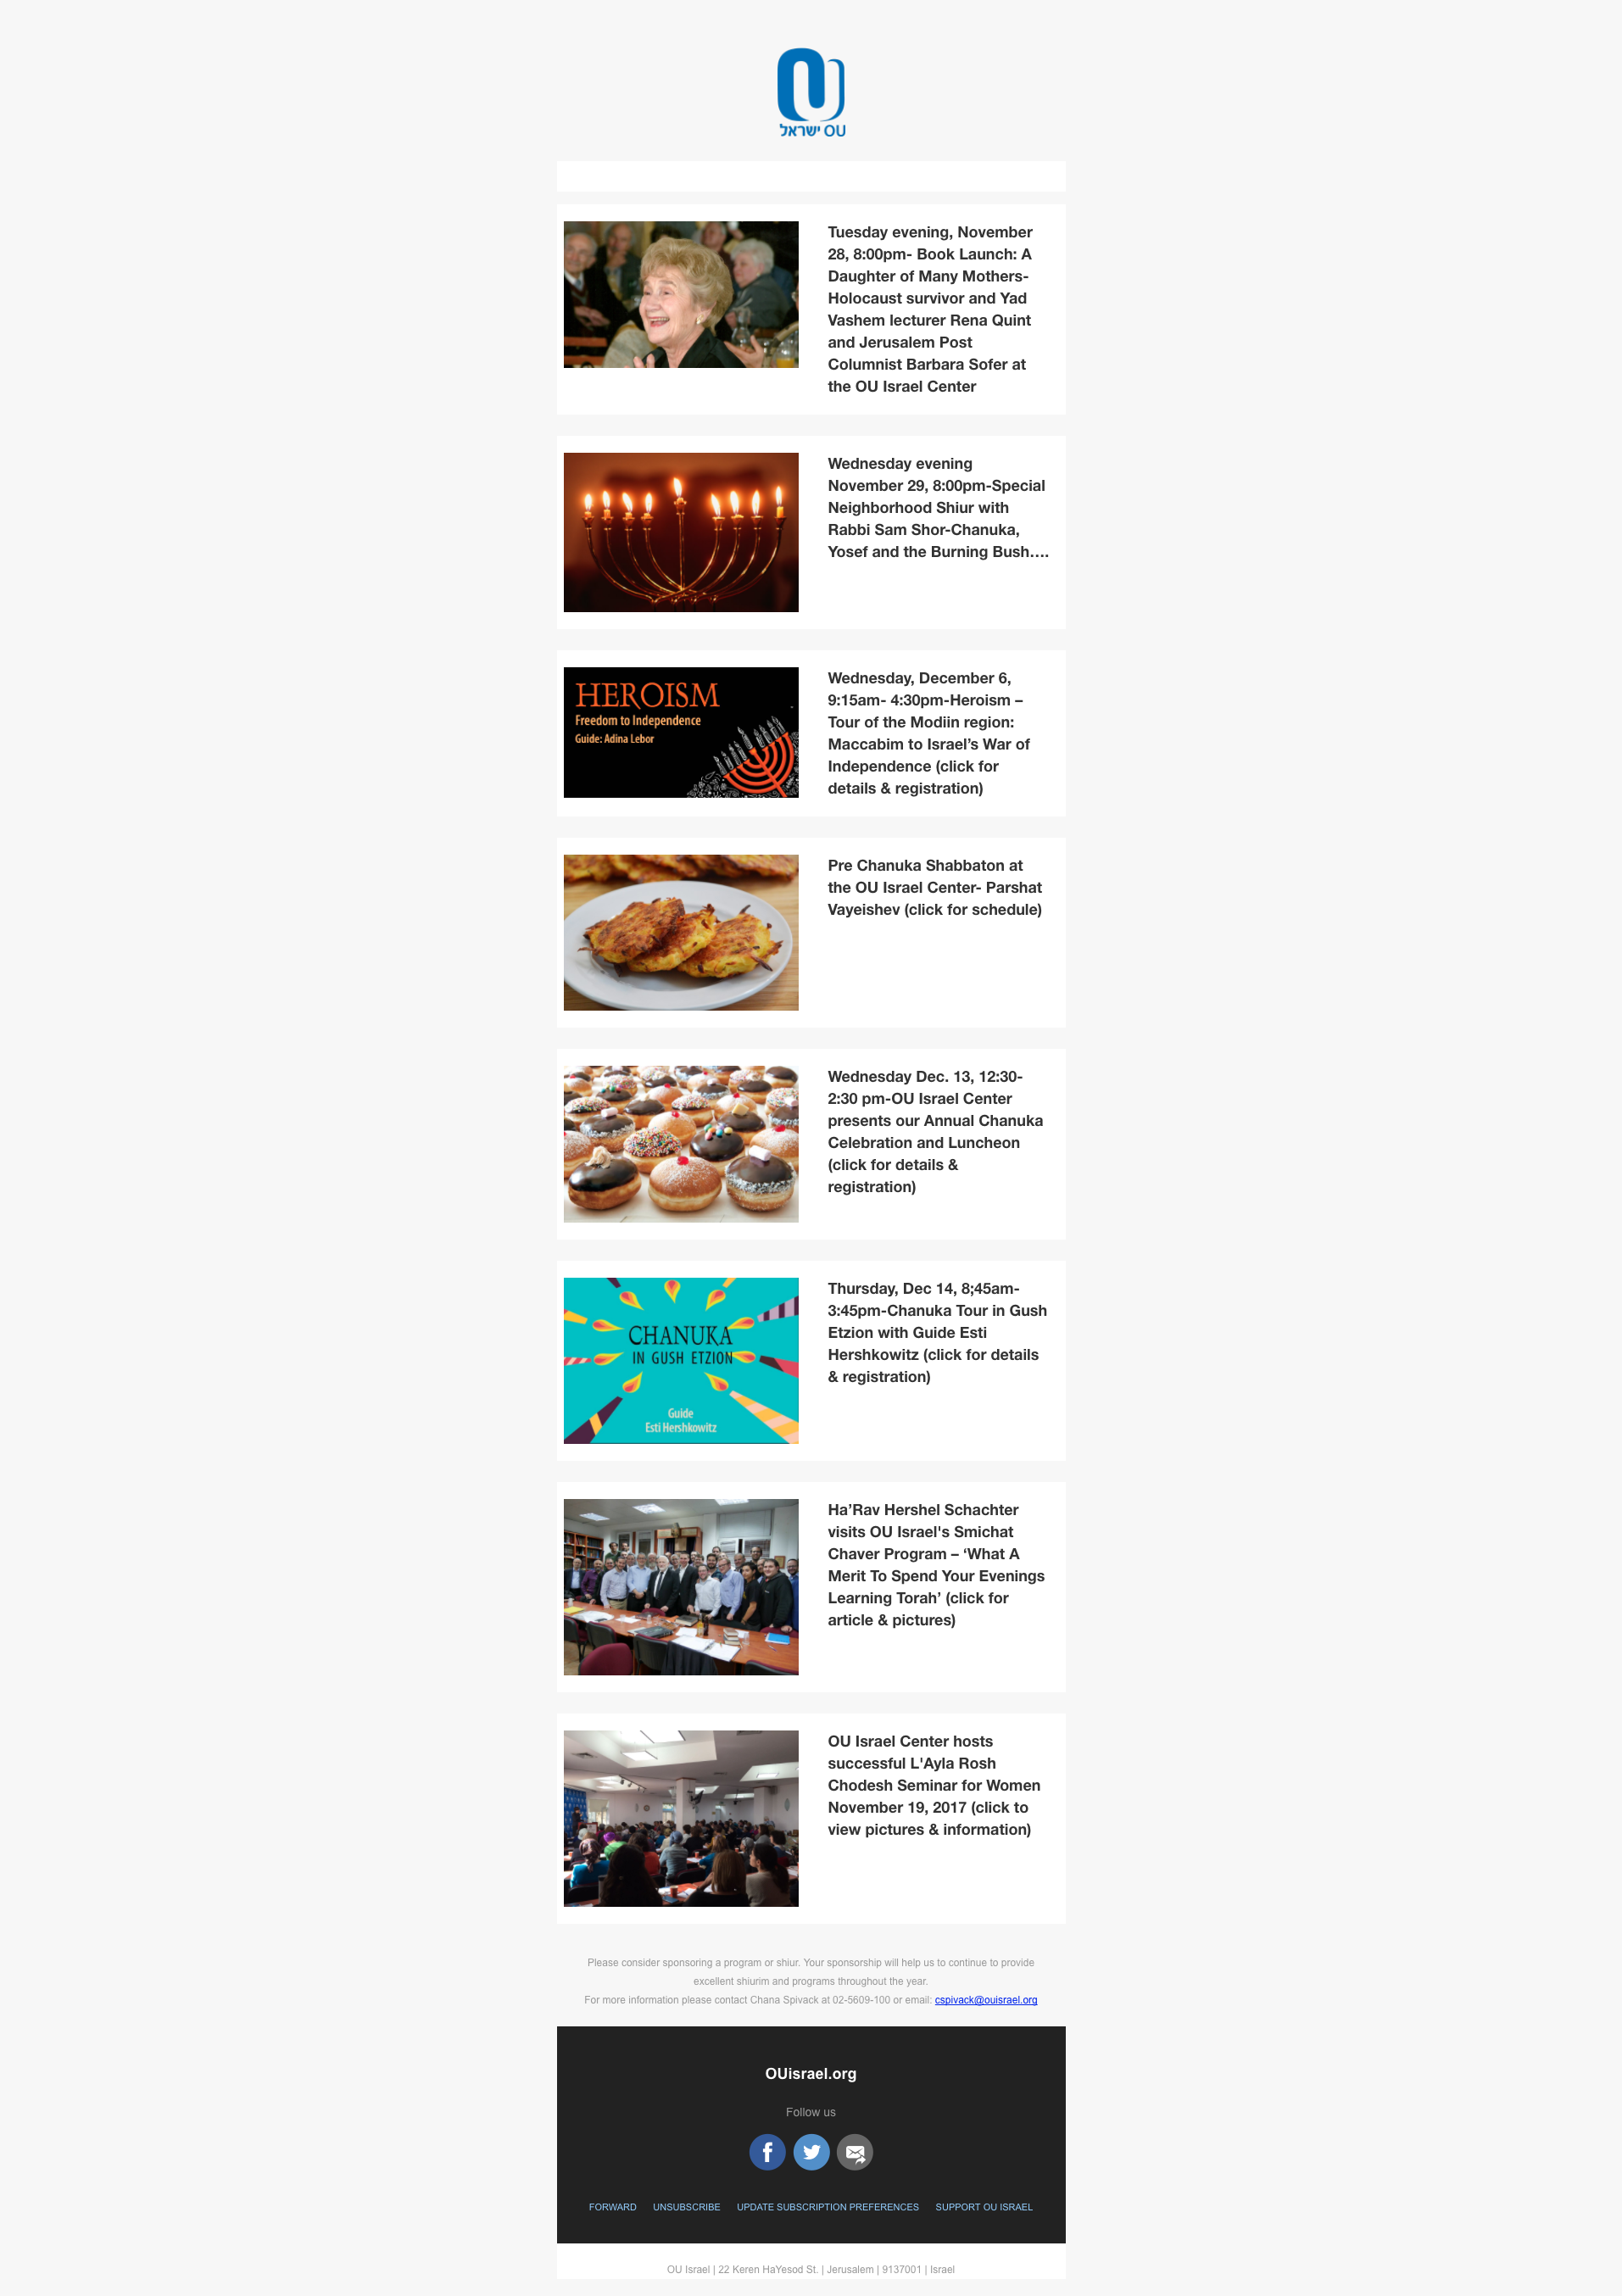 OU ישראל
Tuesday evening, November
28, 8:00pm- Book Launch: A
Daughter of Many Mothers-
Holocaust survivor and Yad
Vashem lecturer Rena Quint
and Jerusalem Post
Columnist Barbara Sofer at
the OU Israel Center
Wednesday evening
November 29, 8:00pm-Special
Neighborhood Shiur with
Rabbi Sam Shor-Chanuka,
Yosef and the Burning Bush….
HEROISM
Freedom to Independence
Guide: Adina Lebor
Wednesday, December 6,
9:15am- 4:30pm-Heroism –
Tour of the Modiin region:
Maccabim to Israel’s War of
Independence (click for
details & registration)
Pre Chanuka Shabbaton at
the OU Israel Center- Parshat
Vayeishev (click for schedule)
Wednesday Dec. 13, 12:30-
2:30 pm-OU Israel Center
presents our Annual Chanuka
Celebration and Luncheon
(click for details &
registration)
CHANUKA
IN GUSH ETZION
Guide
Esti Hershkowitz
Thursday, Dec 14, 8;45am-
3:45pm-Chanuka Tour in Gush
Etzion with Guide Esti
Hershkowitz (click for details
& registration)
Ha’Rav Hershel Schachter
visits OU Israel's Smichat
Chaver Program – ‘What A
Merit To Spend Your Evenings
Learning Torah’ (click for
article & pictures)
OU Israel Center hosts
successful L'Ayla Rosh
Chodesh Seminar for Women
November 19, 2017 (click to
view pictures & information)
Please consider sponsoring a program or shiur. Your sponsorship will help us to continue to provide
excellent shiurim and programs throughout the year.
For more information please contact Chana Spivack at 02-5609-100 or email: cspivack@ouisrael.org
OUisrael.org
Follow us
FORWARD UNSUBSCRIBE UPDATE SUBSCRIPTION PREFERENCES SUPPORT OU ISRAEL
OU Israel | 22 Keren HaYesod St. | Jerusalem | 9137001 | Israel